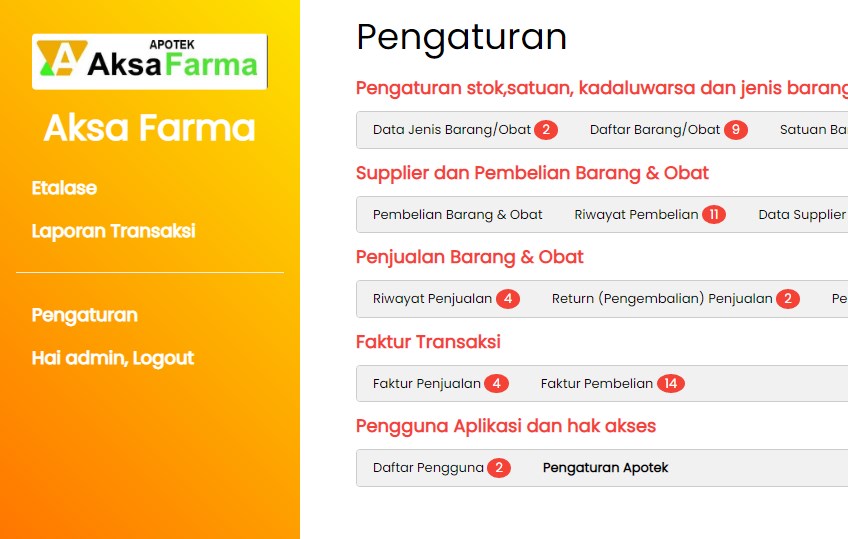 APOTEK
AksaFarma
Aksa Farma
Etalase
Laporan Transaksi
Pengaturan
Hai admin, Logout
Pengaturan
Pengaturan stok,satuan, kadaluwarsa dan jenis barang
Data Jenis Barang/Obat 2 Daftar Barang/Obat 9 Satuan Ba
Supplier dan Pembelian Barang & Obat
Pembelian Barang & Obat Riwayat Pembelian 11 Data Supplier
Penjualan Barang & Obat
Riwayat Penjualan 4 Return (Pengembalian) Penjualan 2 Pe
Faktur Transaksi
Faktur Penjualan 4 Faktur Pembelian 14
Pengguna Aplikasi dan hak akses
Daftar Pengguna 2 Pengaturan Apotek